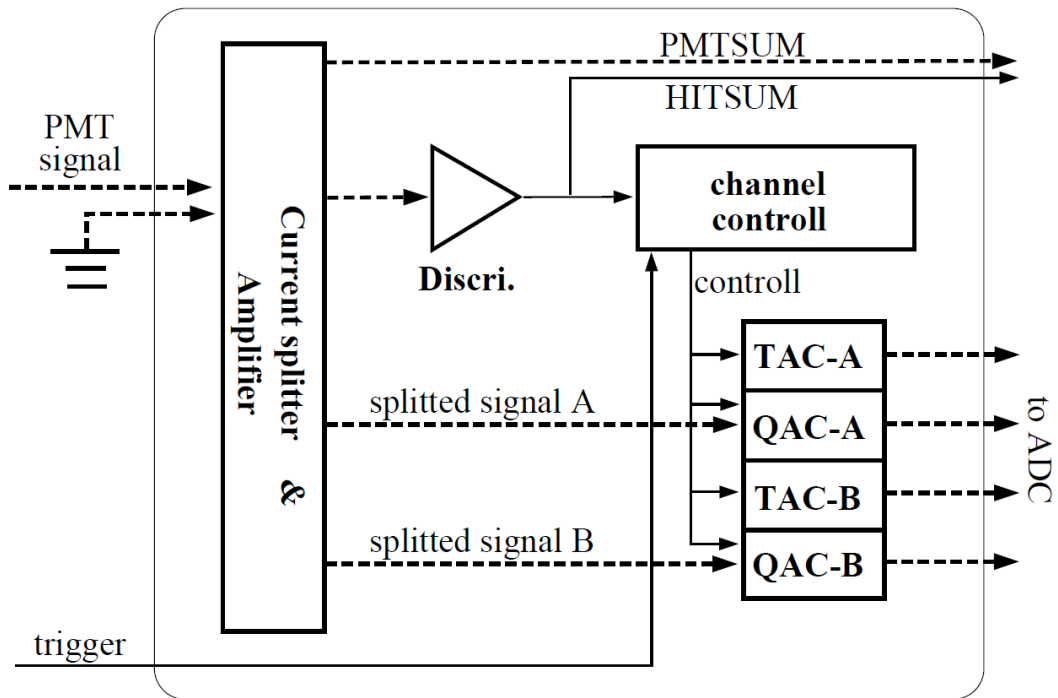 PMTSUM
HITSUM
PMT
signal
channel
controll
Current splitter &
Amplifier
Discri.
controll
TAC-A
splitted signal A
QAC-A
to ADC
TAC-B
splitted signal B
QAC-B
trigger